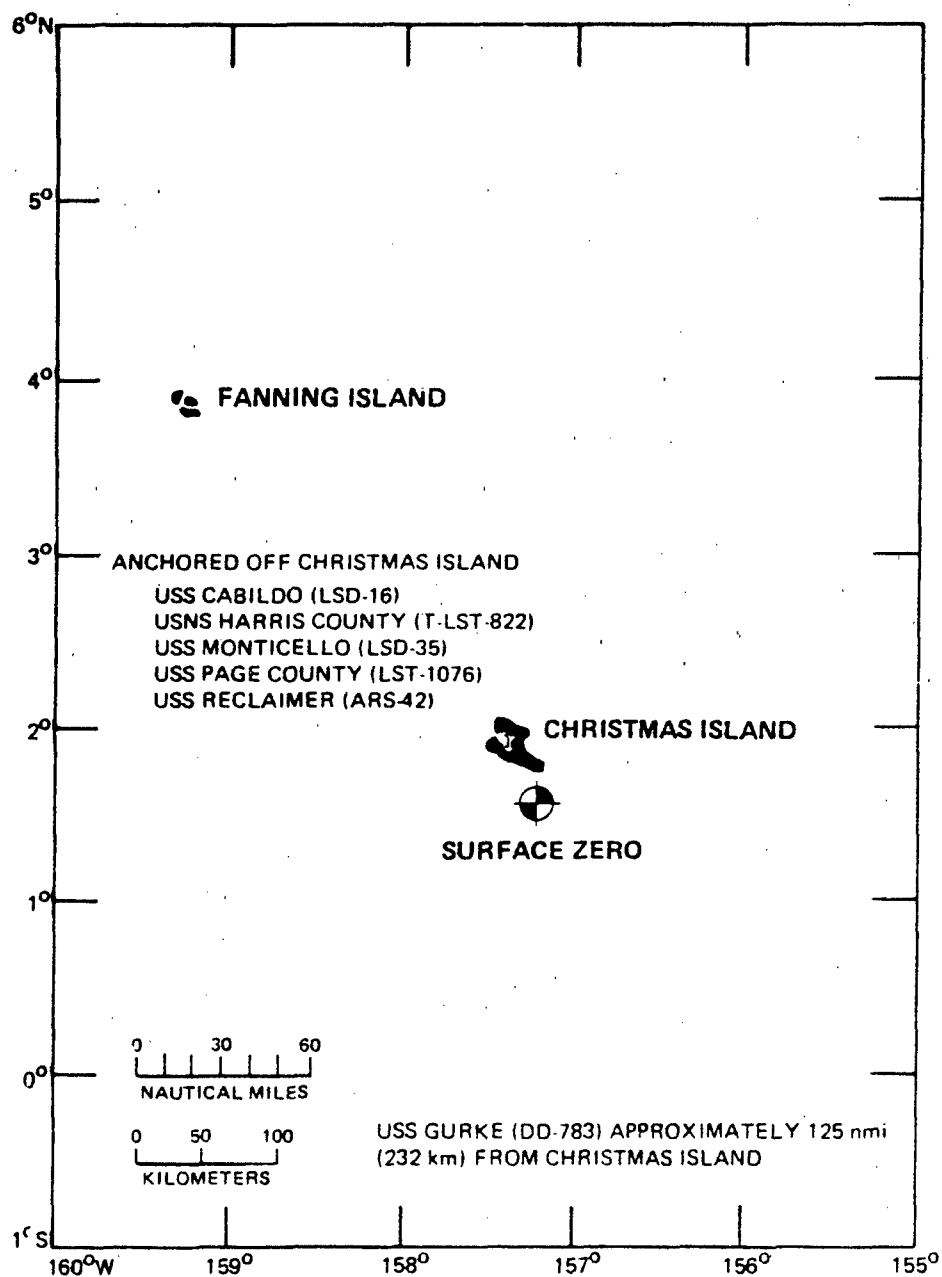 6°N
5°
4°
FANNING ISLAND
3°
ANCHORED OFF CHRISTMAS ISLAND
USS CABILDO (LSD-16)
USNS HARRIS COUNTY (T-LST-822)
USS MONTICELLO (LSD-35)
USS PAGE COUNTY (LST-1076)
USS RECLAIMER (ARS-42)
2°
CHRISTMAS ISLAND
SURFACE ZERO
1°
0 30 60
NAUTICAL MILES
0°
0 50 100
KILOMETERS
USS GURKE (DD-783) APPROXIMATELY 125 nmi
(232 km) FROM CHRISTMAS ISLAND
1° S
160°W 159° 158° 157° 156° 155°